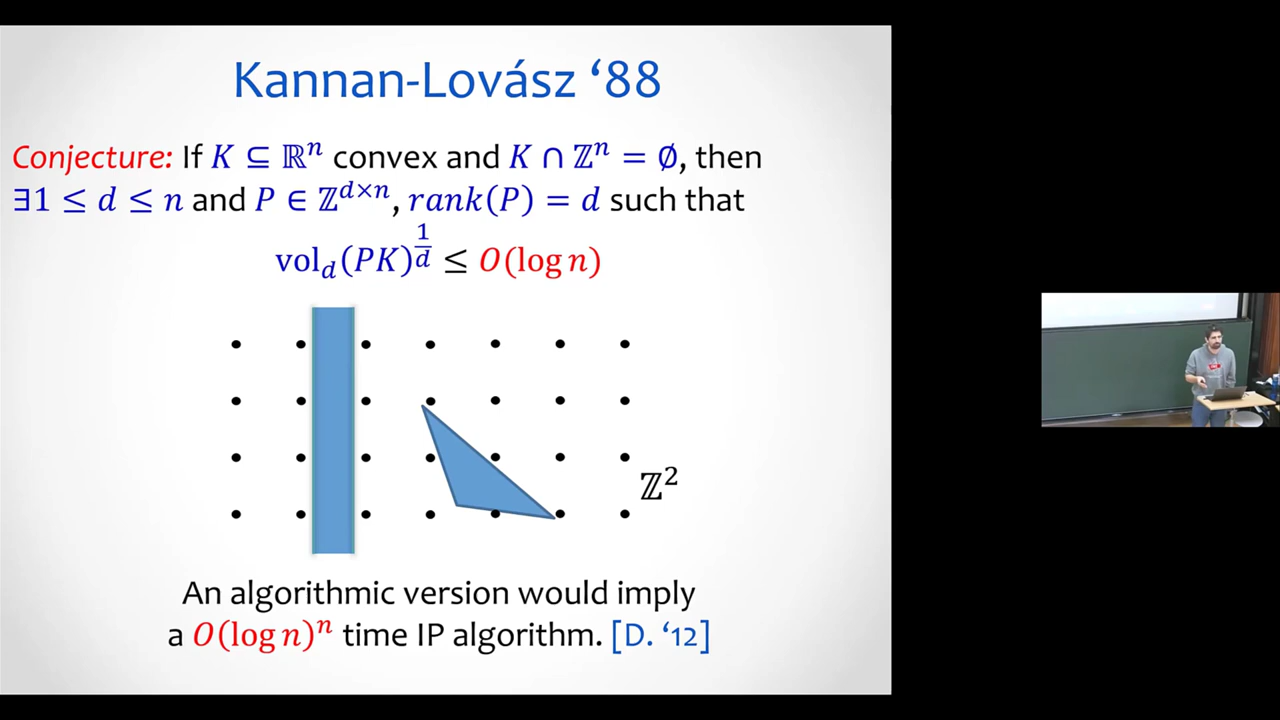 Kannan-Lovász ‘88
Conjecture: If K ⊆ ℝⁿ convex and K ∩ ℤⁿ = ∅, then
∃1 ≤ d ≤ n and P ∈ ℤ^{d×n}, rank(P) = d such that
vol_d(PK)^{1/d} ≤ O(log n)
ℤ²
An algorithmic version would imply
a O(log n)ⁿ time IP algorithm. [D. ‘12]